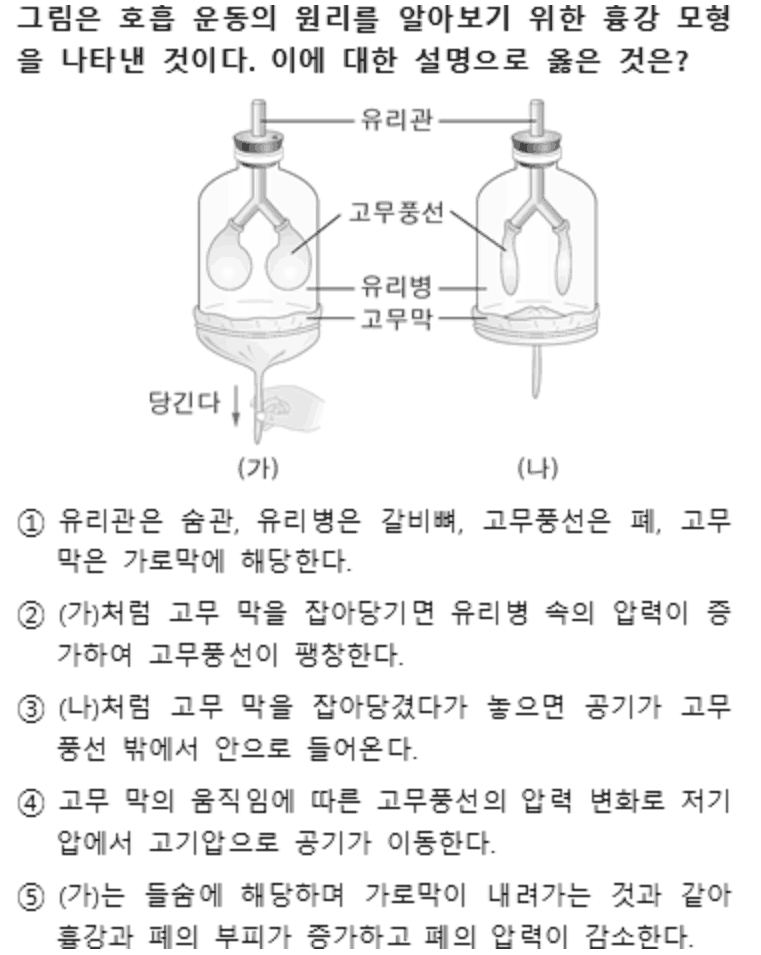 그림은 호흡 운동의 원리를 알아보기 위한 흉강 모형
을 나타낸 것이다. 이에 대한 설명으로 옳은 것은?
유리관
고무풍선
유리병
고무막
당긴다
(가)
(나)
① 유리관은 숨관, 유리병은 갈비뼈, 고무풍선은 폐, 고무
막은 가로막에 해당한다.
② (가)처럼 고무 막을 잡아당기면 유리병 속의 압력이 증
가하여 고무풍선이 팽창한다.
③ (나)처럼 고무 막을 잡아당겼다가 놓으면 공기가 고무
풍선 밖에서 안으로 들어온다.
④ 고무 막의 움직임에 따른 고무풍선의 압력 변화로 저기
압에서 고기압으로 공기가 이동한다.
⑤ (가)는 들숨에 해당하며 가로막이 내려가는 것과 같아
흉강과 폐의 부피가 증가하고 폐의 압력이 감소한다.